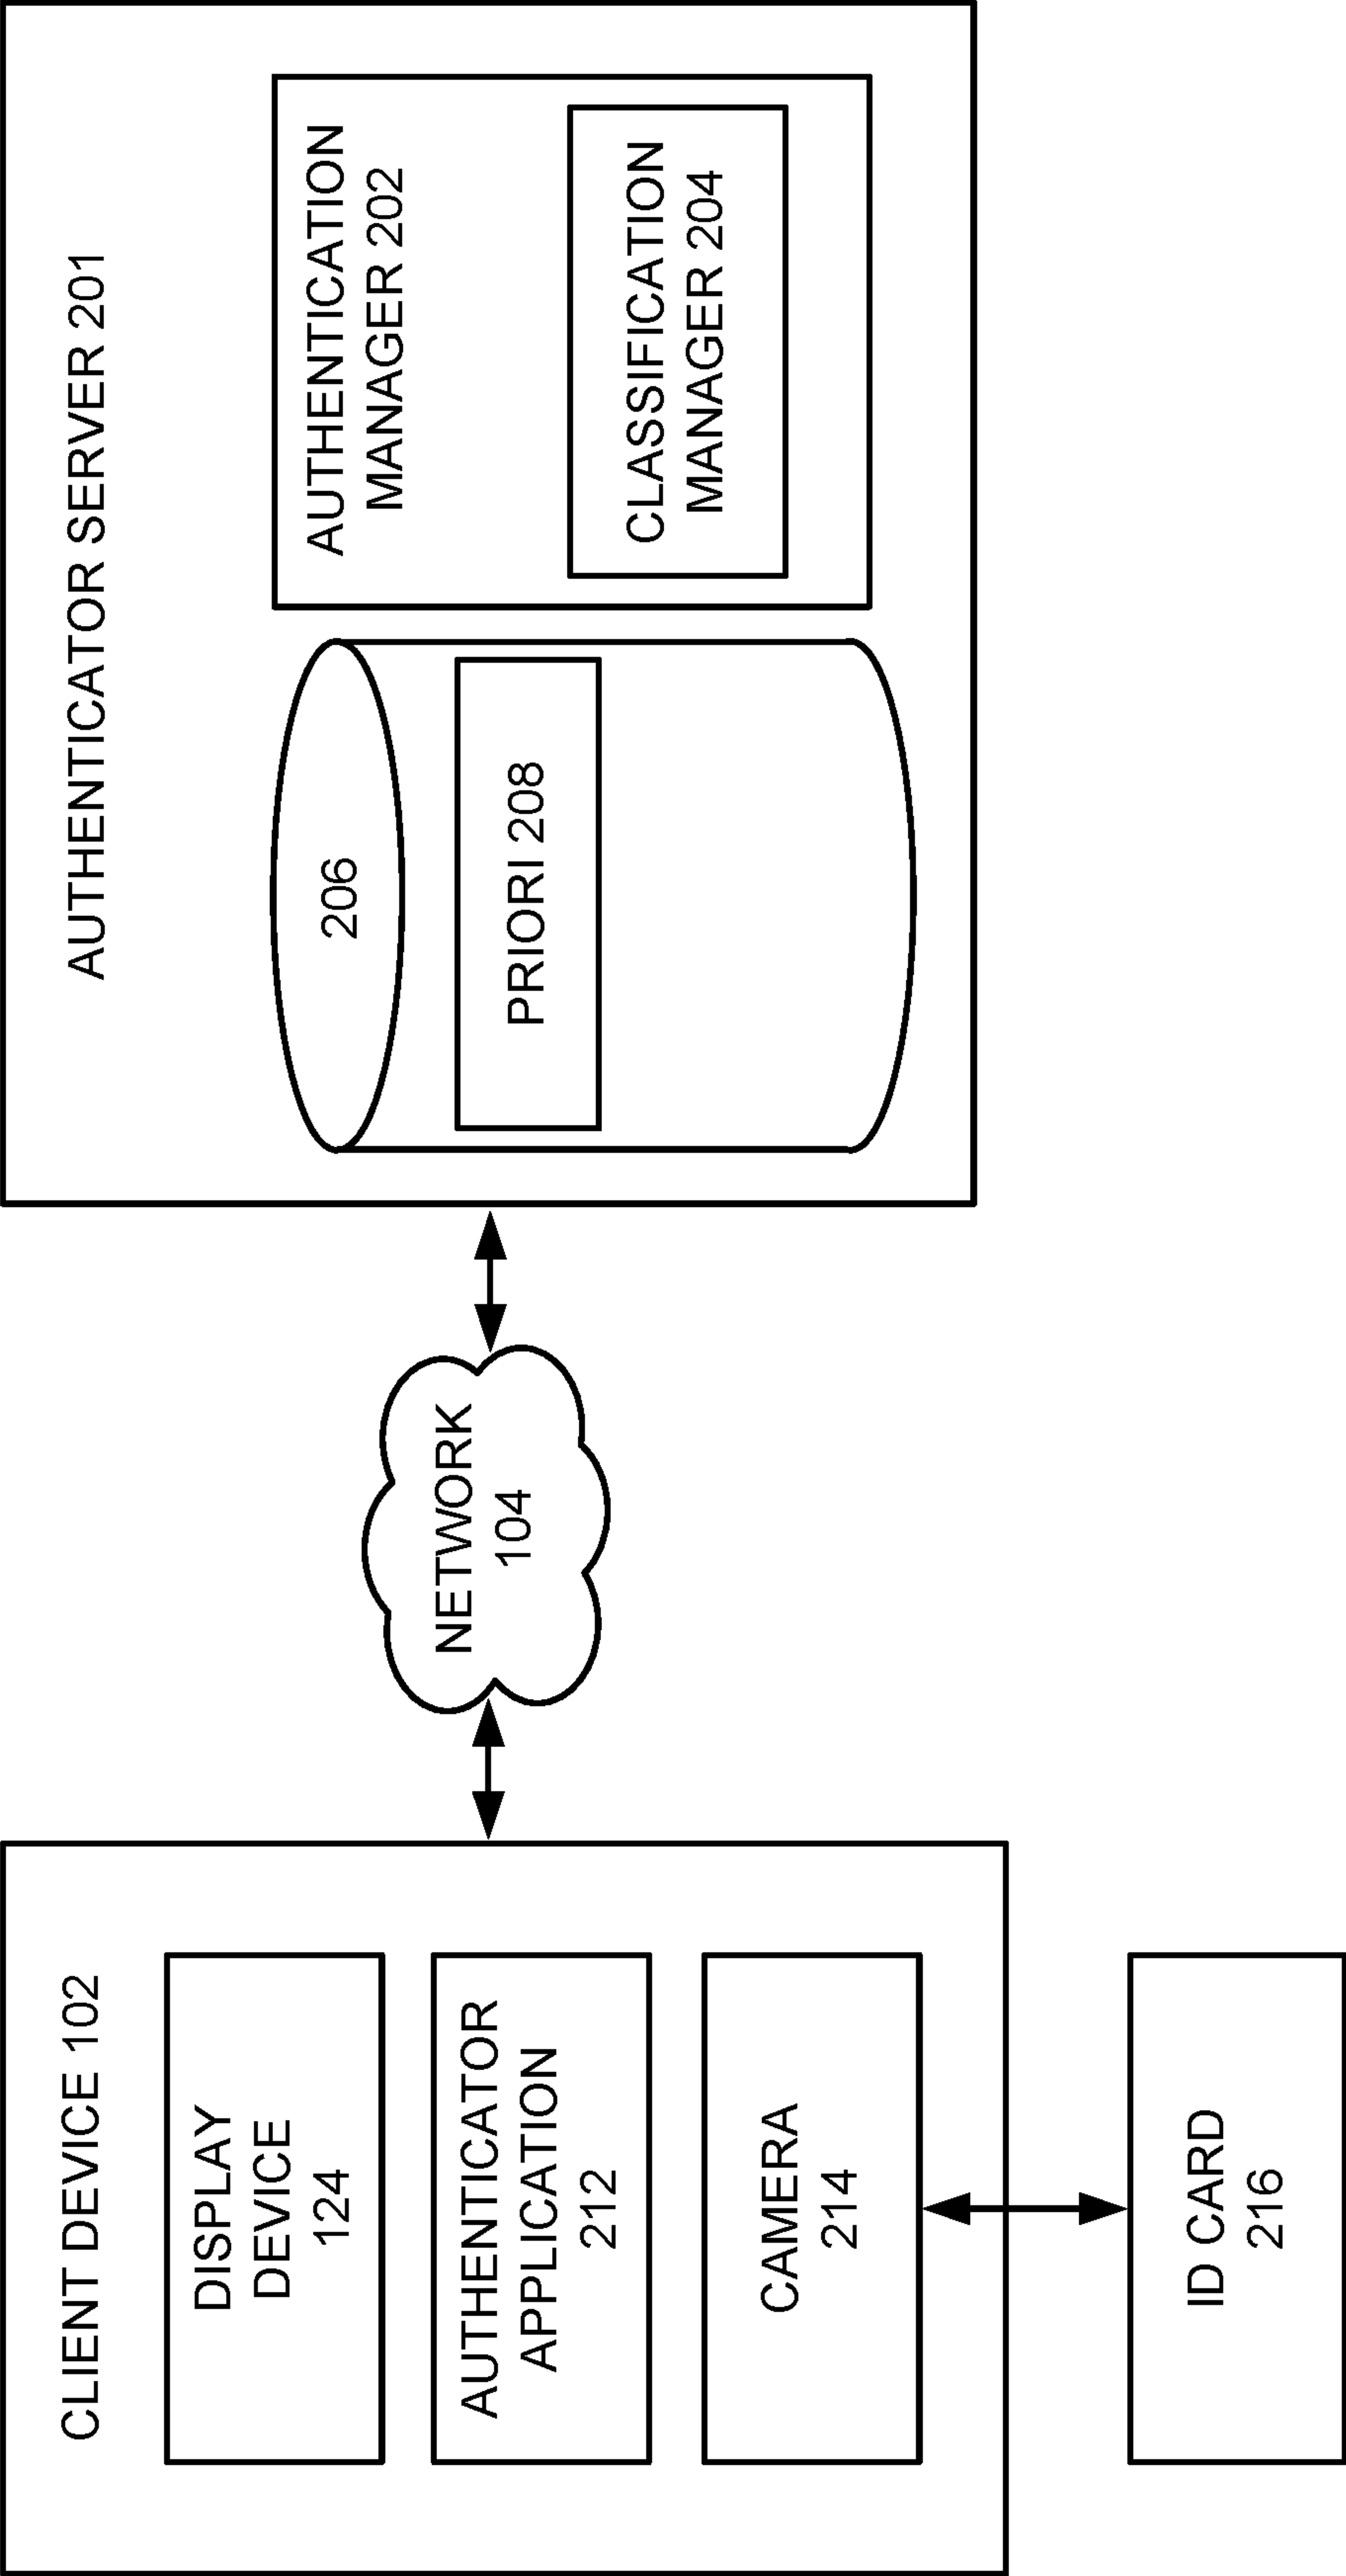 CLIENT DEVICE 102
DISPLAY
DEVICE
124
AUTHENTICATOR
APPLICATION
212
CAMERA
214
ID CARD
216
NETWORK
104
AUTHENTICATOR SERVER 201
206
PRIORI 208
AUTHENTICATION
MANAGER 202
CLASSIFICATION
MANAGER 204